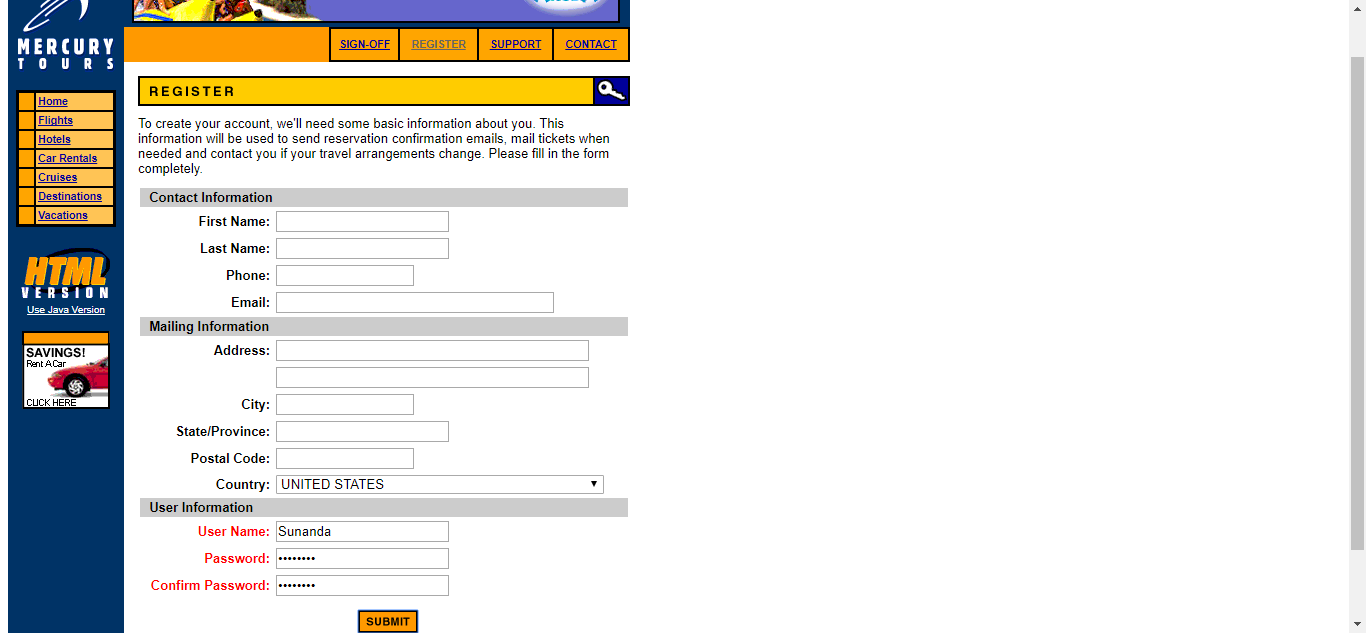 MERCURY
TOURS
SIGN-OFF REGISTER SUPPORT CONTACT
Home
Flights
Hotels
Car Rentals
Cruises
Destinations
Vacations
HTML
VERSION
Use Java Version
SAVINGS!
Rent A Car
CLICK HERE
REGISTER
To create your account, we'll need some basic information about you. This
information will be used to send reservation confirmation emails, mail tickets when
needed and contact you if your travel arrangements change. Please fill in the form
completely.
Contact Information
First Name:
Last Name:
Phone:
Email:
Mailing Information
Address:
City:
State/Province:
Postal Code:
Country: UNITED STATES
User Information
User Name: Sunanda
Password: ••••••••
Confirm Password: ••••••••
SUBMIT